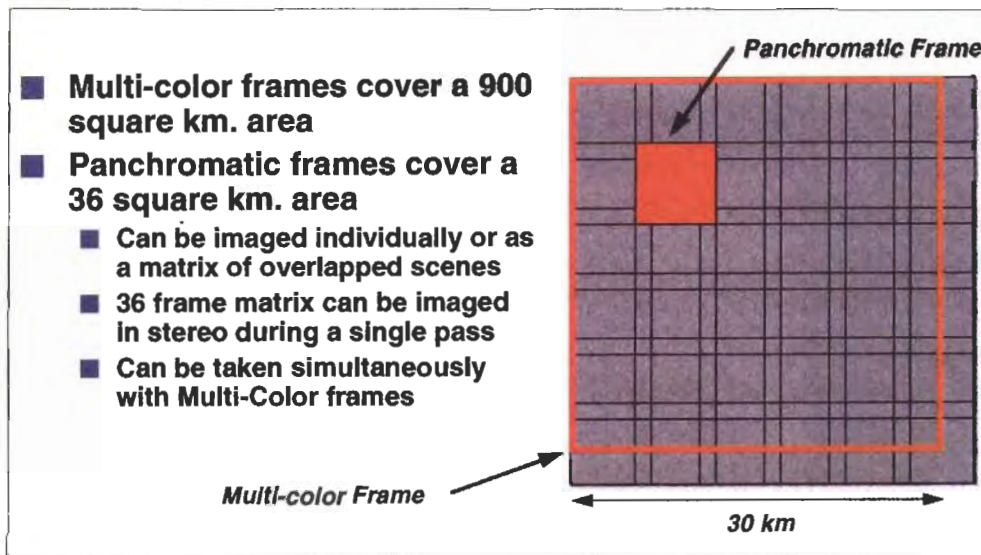 Panchromatic Frame
Multi-color frames cover a 900
square km. area
Panchromatic frames cover a
36 square km. area
Can be imaged individually or as
a matrix of overlapped scenes
36 frame matrix can be imaged
in stereo during a single pass
Can be taken simultaneously
with Multi-Color frames
Multi-color Frame
30 km